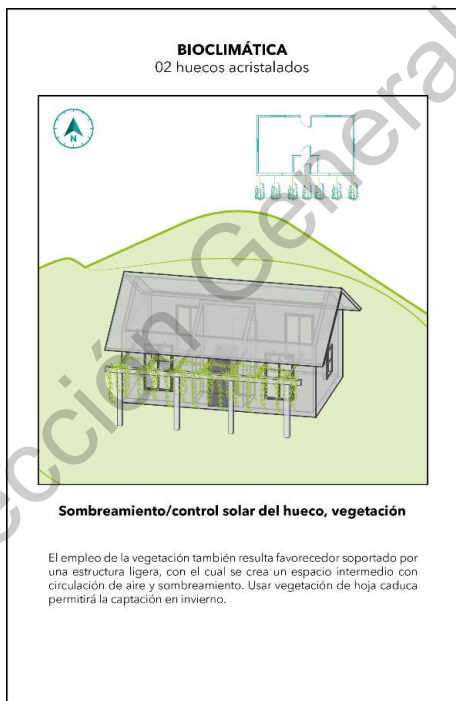 BIOCLIMÁTICA
02 huecos acristalados
N
Sombreamiento/control solar del hueco, vegetación
El empleo de la vegetación también resulta favorecedor soportado por
una estructura ligera, con el cual se crea un espacio intermedio con
circulación de aire y sombreamiento. Usar vegetación de hoja caduca
permitirá la captación en invierno.
ección General